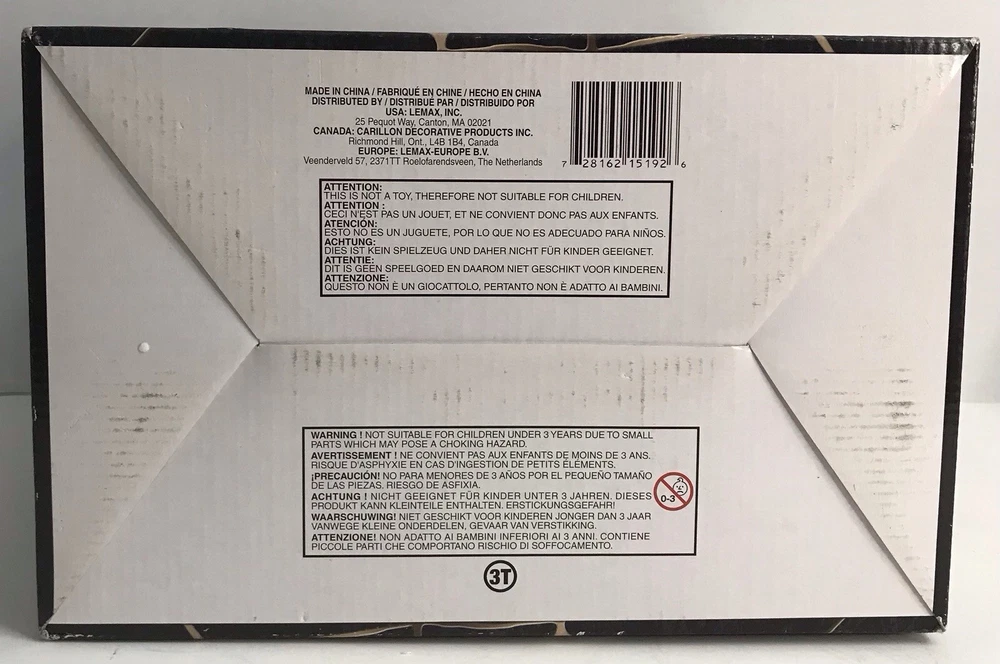 MADE IN CHINA / FABRIQUÉ EN CHINE / HECHO EN CHINA
DISTRIBUTED BY / DISTRIBUÉ PAR / DISTRIBUIDO POR
USA: LEMAX, INC.
25 Pequot Way, Canton, MA 02021
CANADA: CARILLON DECORATIVE PRODUCTS INC.
Richmond Hill, Ont., L4B 1B4, Canada
EUROPE: LEMAX-EUROPE B.V.
Veenderveld 57, 2371TT Roelofarendsveen, The Netherlands
7 28162 15192 6
ATTENTION:
THIS IS NOT A TOY, THEREFORE NOT SUITABLE FOR CHILDREN.
ATTENTION :
CECI N'EST PAS UN JOUET, ET NE CONVIENT DONC PAS AUX ENFANTS.
ATENCIÓN:
ESTO NO ES UN JUGUETE, POR LO QUE NO ES ADECUADO PARA NIÑOS.
ACHTUNG:
DIES IST KEIN SPIELZEUG UND DAHER NICHT FÜR KINDER GEEIGNET.
ATTENTIE:
DIT IS GEEN SPEELGOED EN DAAROM NIET GESCHIKT VOOR KINDEREN.
ATTENZIONE:
QUESTO NON È UN GIOCATTOLO, PERTANTO NON È ADATTO AI BAMBINI.
WARNING ! NOT SUITABLE FOR CHILDREN UNDER 3 YEARS DUE TO SMALL
PARTS WHICH MAY POSE A CHOKING HAZARD.
AVERTISSEMENT ! NE CONVIENT PAS AUX ENFANTS DE MOINS DE 3 ANS.
RISQUE D'ASPHYXIE EN CAS D'INGESTION DE PETITS ÉLÉMENTS.
¡PRECAUCIÓN! NO PARA MENORES DE 3 AÑOS POR EL PEQUEÑO TAMAÑO
DE LAS PIEZAS. RIESGO DE ASFIXIA.
ACHTUNG ! NICHT GEEIGNET FÜR KINDER UNTER 3 JAHREN. DIESES
PRODUKT KANN KLEINTEILE ENTHALTEN. ERSTICKUNGSGEFAHR!
WAARSCHUWING! NIET GESCHIKT VOOR KINDEREN JONGER DAN 3 JAAR
VANWEGE KLEINE ONDERDELEN, GEVAAR VAN VERSTIKKING.
ATTENZIONE! NON ADATTO AI BAMBINI INFERIORI AI 3 ANNI. CONTIENE
PICCOLE PARTI CHE COMPORTANO RISCHIO DI SOFFOCAMENTO.
0-3
3T